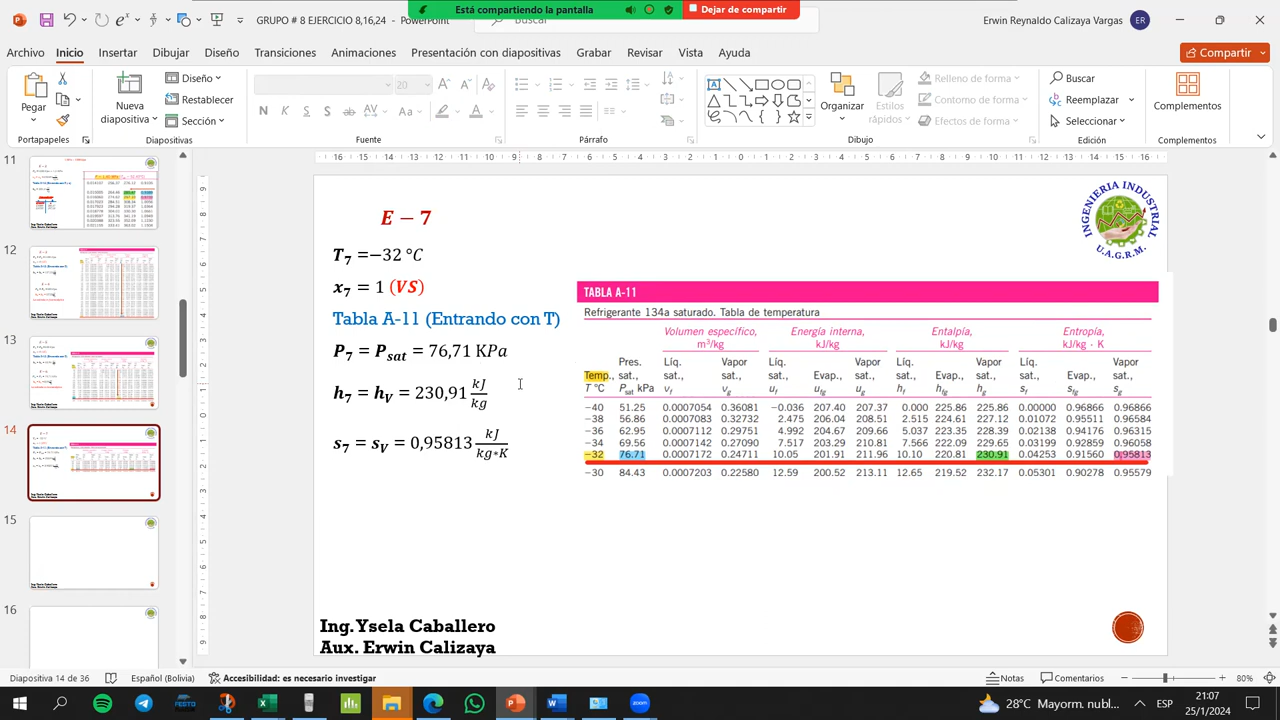 Está compartiendo la pantalla
Dejar de compartir
GRUPO # 8 EJERCICIO 8,16,24 - PowerPoint
Buscar
Erwin Reynaldo Calizaya Vargas
ER
Archivo Inicio Insertar Dibujar Diseño Transiciones Animaciones Presentación con diapositivas Grabar Revisar Vista Ayuda
Compartir
Pegar
Nueva diapositiva
Diseño
Restablecer
Sección
20
Organizar
Estilos rápidos
Relleno de forma
Contorno de forma
Efectos de forma
Buscar
Reemplazar
Seleccionar
Complementos
Portapapeles Diapositivas Fuente Párrafo Dibujo Edición Complementos
11
12
13
14
15
16
E − 7
T7 =−32 °C
x7 = 1 (VS)
Tabla A-11 (Entrando con T)
P7 = Psat = 76,71 KPa
h7 = hV = 230,91 kJ/kg
s7 = sV = 0,95813 kJ/kg*K
INGENIERIA INDUSTRIAL
U.A.G.R.M.
TABLA A-11
Refrigerante 134a saturado. Tabla de temperatura
Volumen específico, m3/kg Energía interna, kJ/kg Entalpía, kJ/kg Entropía, kJ/kg · K
Temp., T °C Pres. sat., Psat kPa Líq. sat., vf Vapor sat., vg Líq. sat., uf Evap., ufg Vapor sat., ug Líq. sat., hf Evap., hfg Vapor sat., hg Líq. sat., sf Evap., sfg Vapor sat., sg
−40 51.25 0.0007054 0.36081 −0.036 207.40 207.37 0.000 225.86 225.86 0.00000 0.96866 0.96866
−38 56.86 0.0007083 0.32732 2.475 206.04 208.51 2.515 224.61 227.12 0.01072 0.95511 0.96584
−36 62.95 0.0007112 0.29751 4.992 204.67 209.66 5.037 223.35 228.39 0.02138 0.94176 0.96315
−34 69.56 0.0007142 0.27090 7.517 203.29 210.81 7.566 222.09 229.65 0.03199 0.92859 0.96058
−32 76.71 0.0007172 0.24711 10.05 201.91 211.96 10.10 220.81 230.91 0.04253 0.91560 0.95813
−30 84.43 0.0007203 0.22580 12.59 200.52 213.11 12.65 219.52 232.17 0.05301 0.90278 0.95579
Ing.Ysela Caballero
Aux. Erwin Calizaya
Diapositiva 14 de 36
Español (Bolivia)
Accesibilidad: es necesario investigar
Notas
Comentarios
80%
FESTO
zoom
28°C Mayorm. nubl...
ESP
21:07
25/1/2024